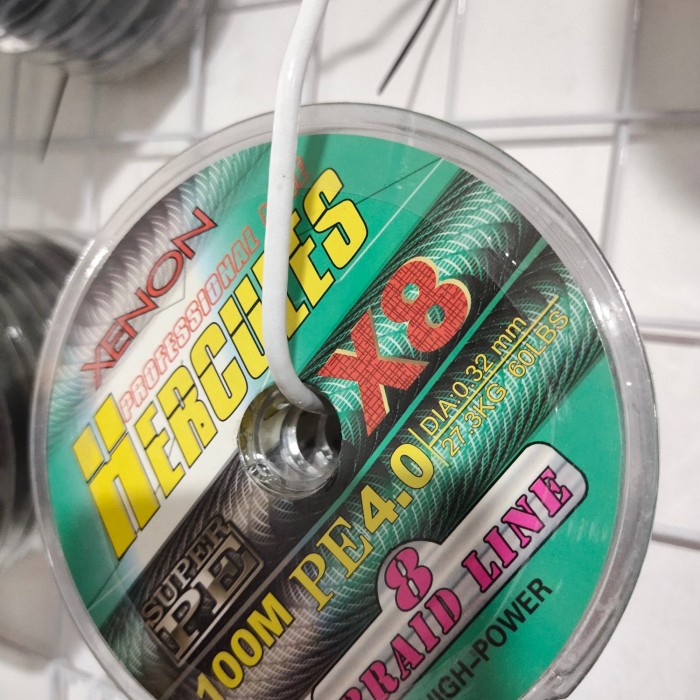 XENON
PROFESSIONAL
HERCULES
X8
DIA:0.32 mm
27.3KG 60LBS
PE4.0
SUPER
PE
100M
8
BRAID LINE
HIGH-POWER